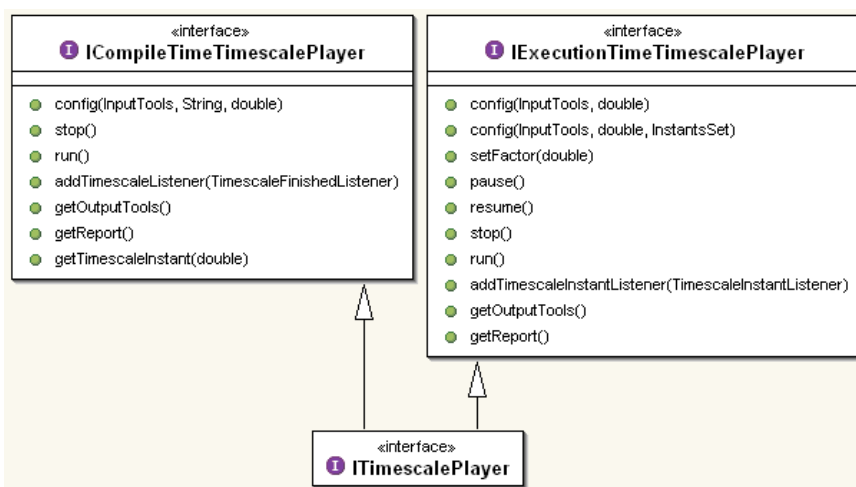 «interface»
I ICompileTimeTimescalePlayer
config(InputTools, String, double)
stop()
run()
addTimescaleListener(TimescaleFinishedListener)
getOutputTools()
getReport()
getTimescaleInstant(double)
«interface»
I IExecutionTimeTimescalePlayer
config(InputTools, double)
config(InputTools, double, InstantsSet)
setFactor(double)
pause()
resume()
stop()
run()
addTimescaleInstantListener(TimescaleInstantListener)
getOutputTools()
getReport()
«interface»
I ITimescalePlayer